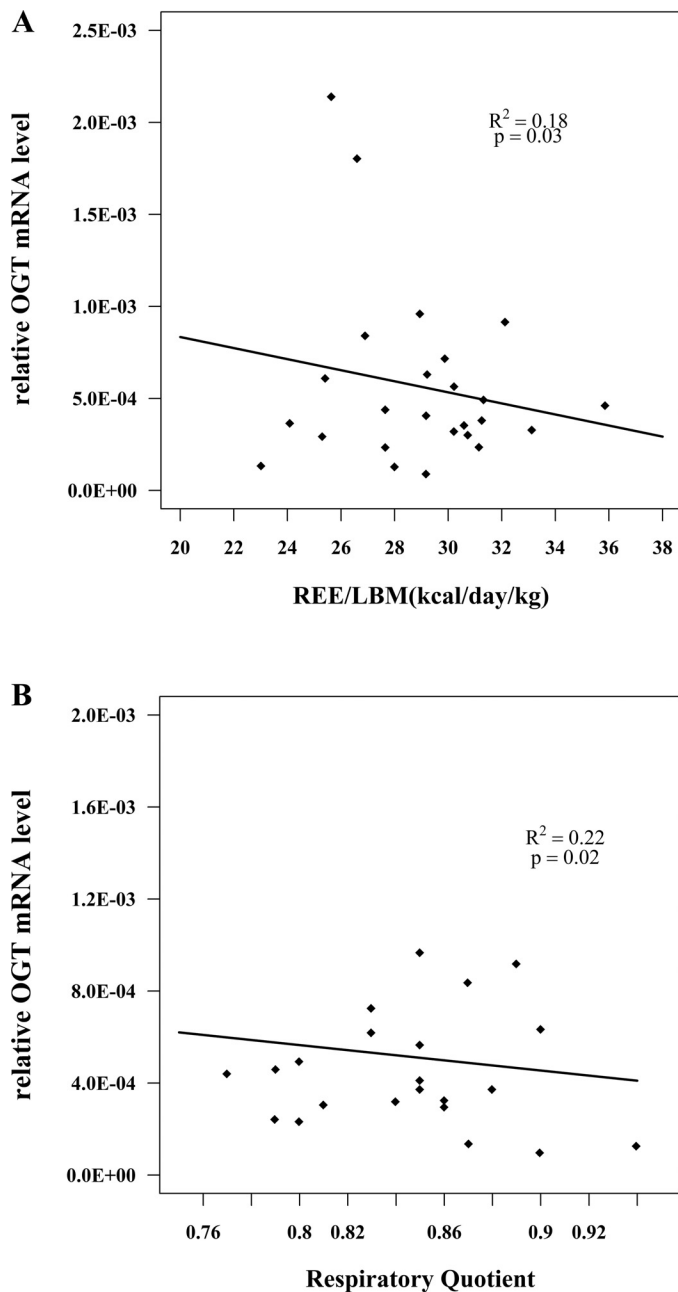 A
relative OGT mRNA level
2.5E-03
2.0E-03
1.5E-03
1.0E-03
5.0E-04
0.0E+00
R² = 0.18
p = 0.03
20 22 24 26 28 30 32 34 36 38
REE/LBM(kcal/day/kg)
B
relative OGT mRNA level
2.0E-03
1.6E-03
1.2E-03
8.0E-04
4.0E-04
0.0E+00
R² = 0.22
p = 0.02
0.76 0.8 0.82 0.86 0.9 0.92
Respiratory Quotient